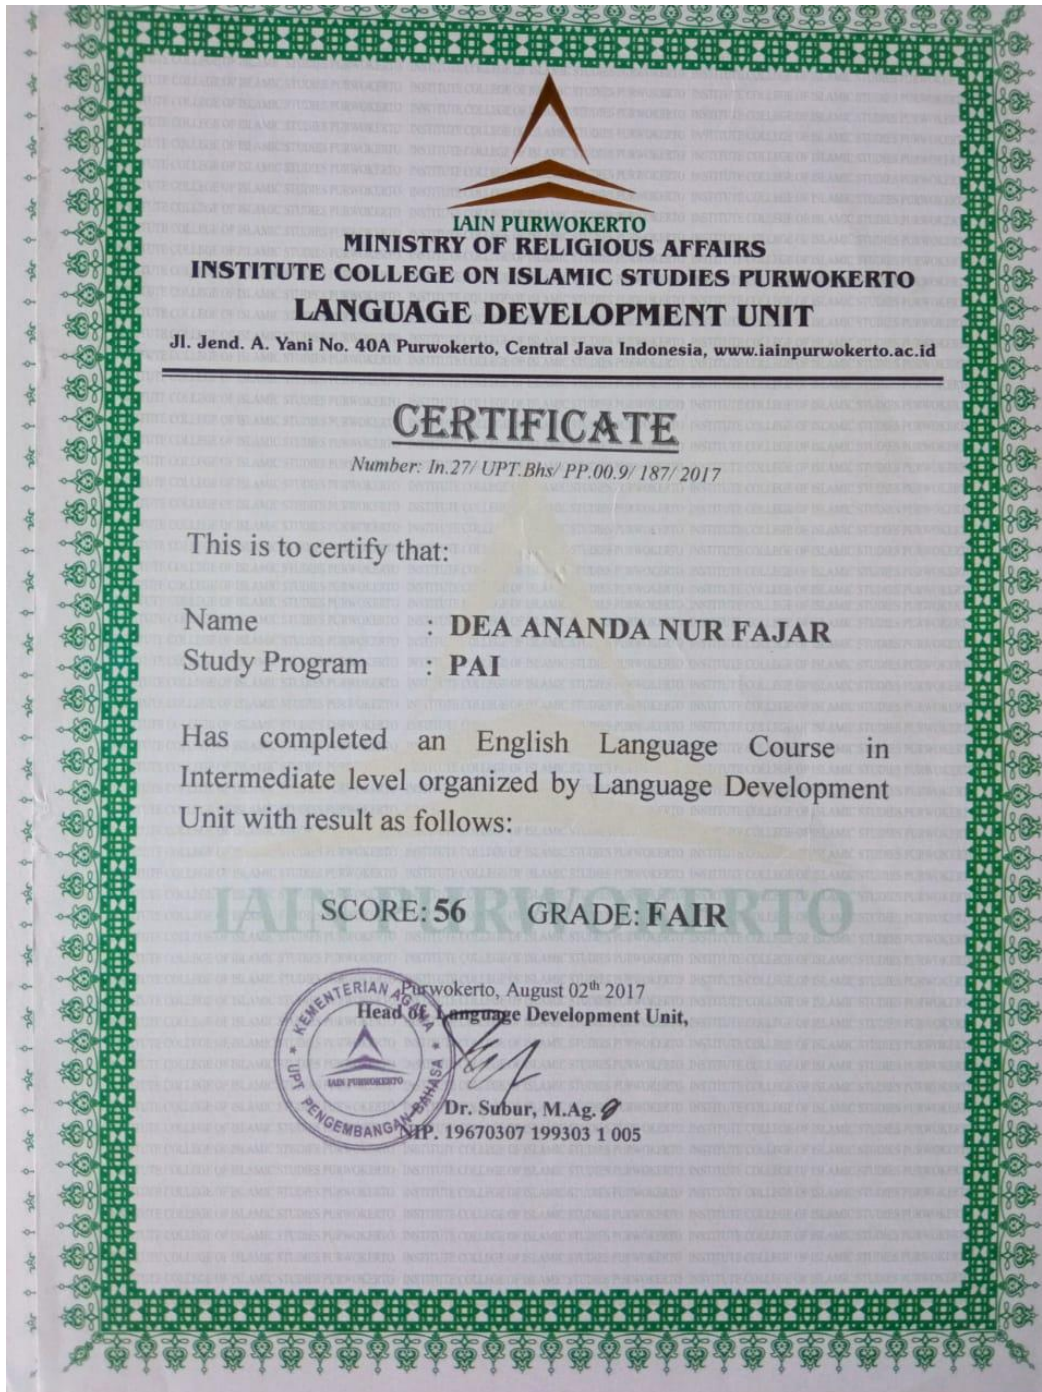 IAIN PURWOKERTO
MINISTRY OF RELIGIOUS AFFAIRS
INSTITUTE COLLEGE ON ISLAMIC STUDIES PURWOKERTO
LANGUAGE DEVELOPMENT UNIT
Jl. Jend. A. Yani No. 40A Purwokerto, Central Java Indonesia, www.iainpurwokerto.ac.id
CERTIFICATE
Number: In.27/ UPT.Bhs/ PP.00.9/ 187/ 2017
This is to certify that:
Name : DEA ANANDA NUR FAJAR
Study Program : PAI
Has completed an English Language Course in
Intermediate level organized by Language Development
Unit with result as follows:
IAIN PURWOKERTO
SCORE: 56 GRADE: FAIR
Purwokerto, August 02th 2017
Head of Language Development Unit,
KEMENTERIAN AGAMA
IAIN PURWOKERTO
UPT PENGEMBANGAN BAHASA
Dr. Subur, M.Ag.
NIP. 19670307 199303 1 005